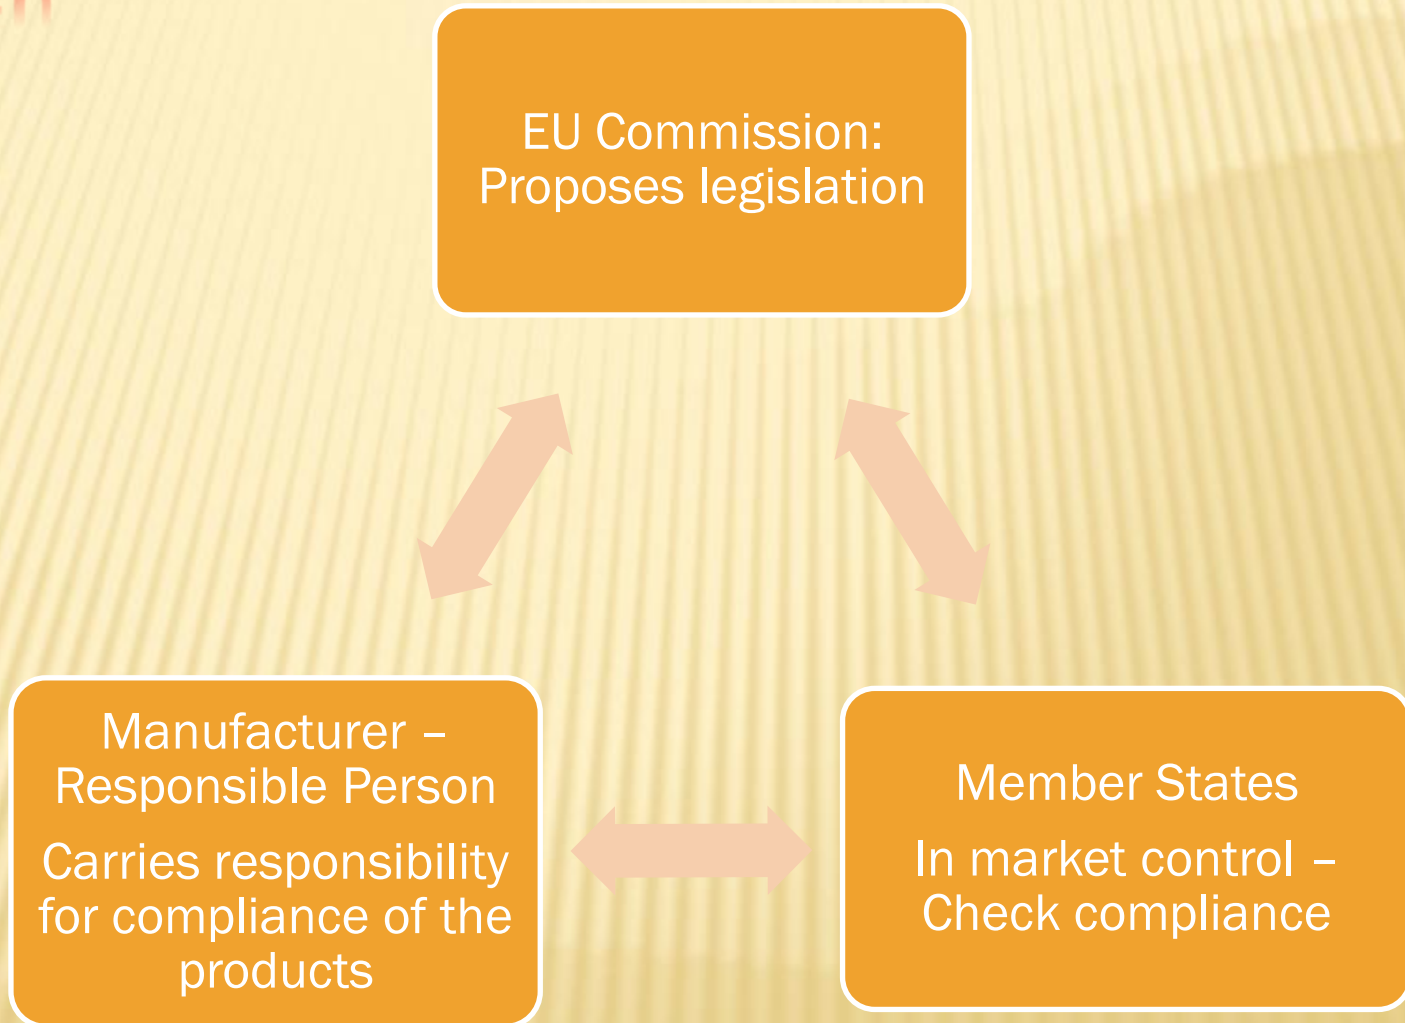 EU Commission:
Proposes legislation
Manufacturer –
Responsible Person
Carries responsibility
for compliance of the
products
Member States
In market control –
Check compliance